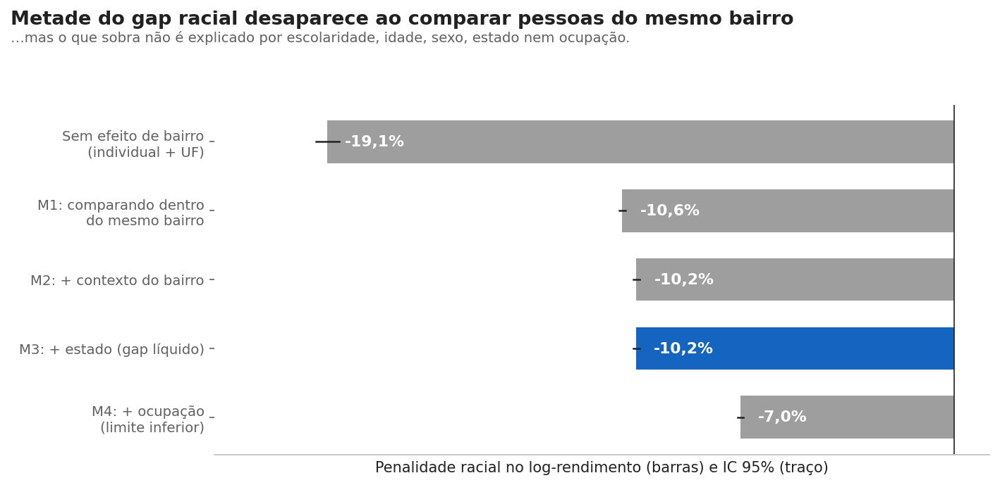 Metade do gap racial desaparece ao comparar pessoas do mesmo bairro
…mas o que sobra não é explicado por escolaridade, idade, sexo, estado nem ocupação.
Sem efeito de bairro
(individual + UF)
-19,1%
M1: comparando dentro
do mesmo bairro
-10,6%
M2: + contexto do bairro
-10,2%
M3: + estado (gap líquido)
-10,2%
M4: + ocupação
(limite inferior)
-7,0%
Penalidade racial no log-rendimento (barras) e IC 95% (traço)